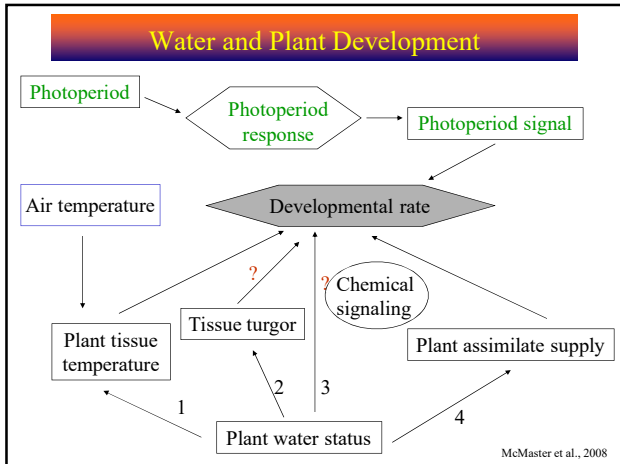 Water and Plant Development
Photoperiod
Photoperiod
response
Photoperiod signal
Air temperature
Developmental rate
?
?
Chemical
signaling
Tissue turgor
Plant tissue
temperature
Plant assimilate supply
1
2
3
4
Plant water status
McMaster et al., 2008